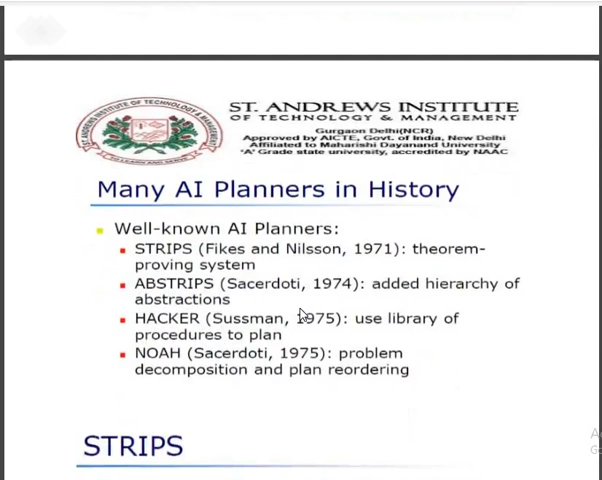 ST. ANDREWS INSTITUTE
OF TECHNOLOGY & MANAGEMENT
Gurgaon Delhi(NCR)
Approved by AICTE, Govt. of India, New Delhi
Affiliated to Maharishi Dayanand University
'A' Grade state university, accredited by NAAC
Many AI Planners in History
Well-known AI Planners:
STRIPS (Fikes and Nilsson, 1971): theorem-
proving system
ABSTRIPS (Sacerdoti, 1974): added hierarchy of
abstractions
HACKER (Sussman, 1975): use library of
procedures to plan
NOAH (Sacerdoti, 1975): problem
decomposition and plan reordering
STRIPS